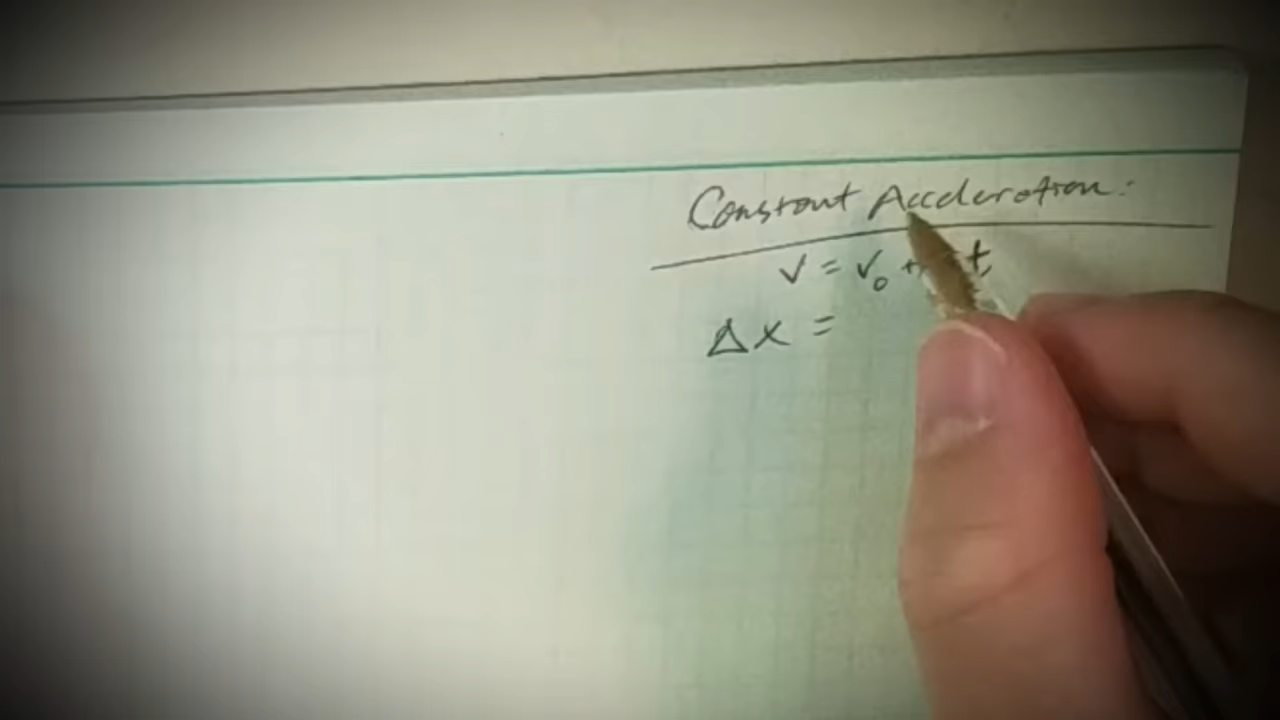 Constant Acceleration:
v = v₀ + t
Δx =